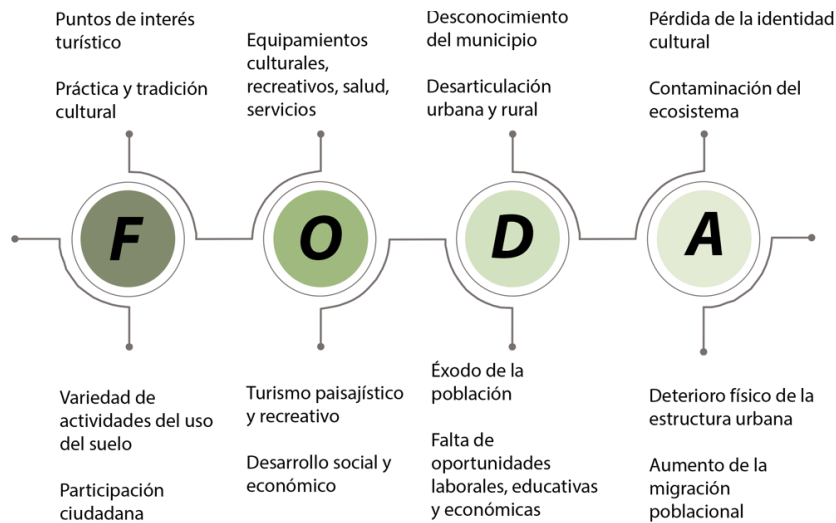 Puntos de interés
turístico
Práctica y tradición
cultural
Equipamientos
culturales,
recreativos, salud,
servicios
Desconocimiento
del municipio
Desarticulación
urbana y rural
Pérdida de la identidad
cultural
Contaminación del
ecosistema
F
O
D
A
Variedad de
actividades del uso
del suelo
Participación
ciudadana
Turismo paisajístico
y recreativo
Desarrollo social y
económico
Éxodo de la
población
Falta de
oportunidades
laborales, educativas
y económicas
Deterioro físico de la
estructura urbana
Aumento de la
migración
poblacional